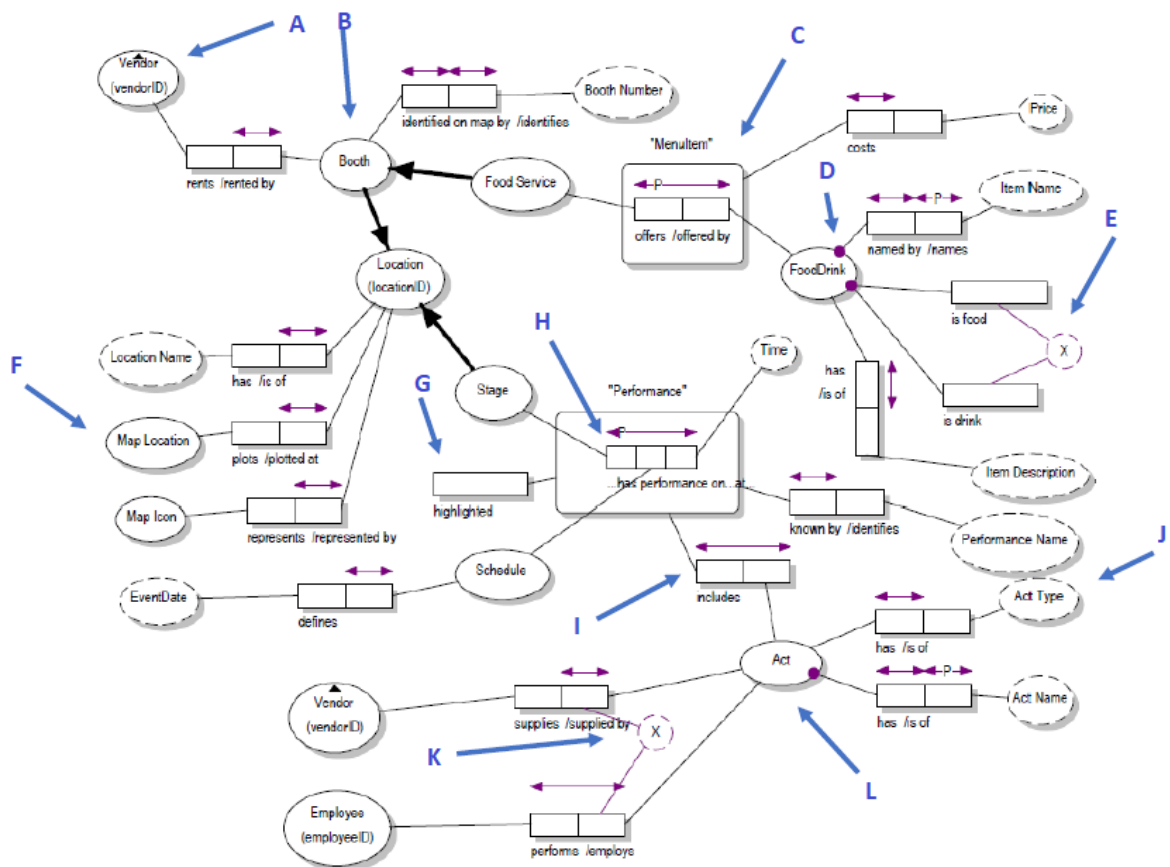 A
B
C
Vendor
(vendorID)
Booth Number
Price
identified on map by /identifies
"MenuItem"
costs
D
Booth
rents /rented by
Food Service
P
Item Name
E
P
offers /offered by
named by /names
Location
(locationID)
FoodDrink
is food
H
Time
X
F
Location Name
has /is of
G
Stage
"Performance"
has
/is of
is drink
P
Map Location
plots /plotted at
...has performance on...at
Item Description
highlighted
Map Icon
represents /represented by
known by /identifies
Performance Name
J
EventDate
defines
Schedule
I
includes
Act Type
has /is of
Act
P
Vendor
(vendorID)
supplies /supplied by
X
has /is of
Act Name
K
L
Employee
(employeeID)
performs /employs